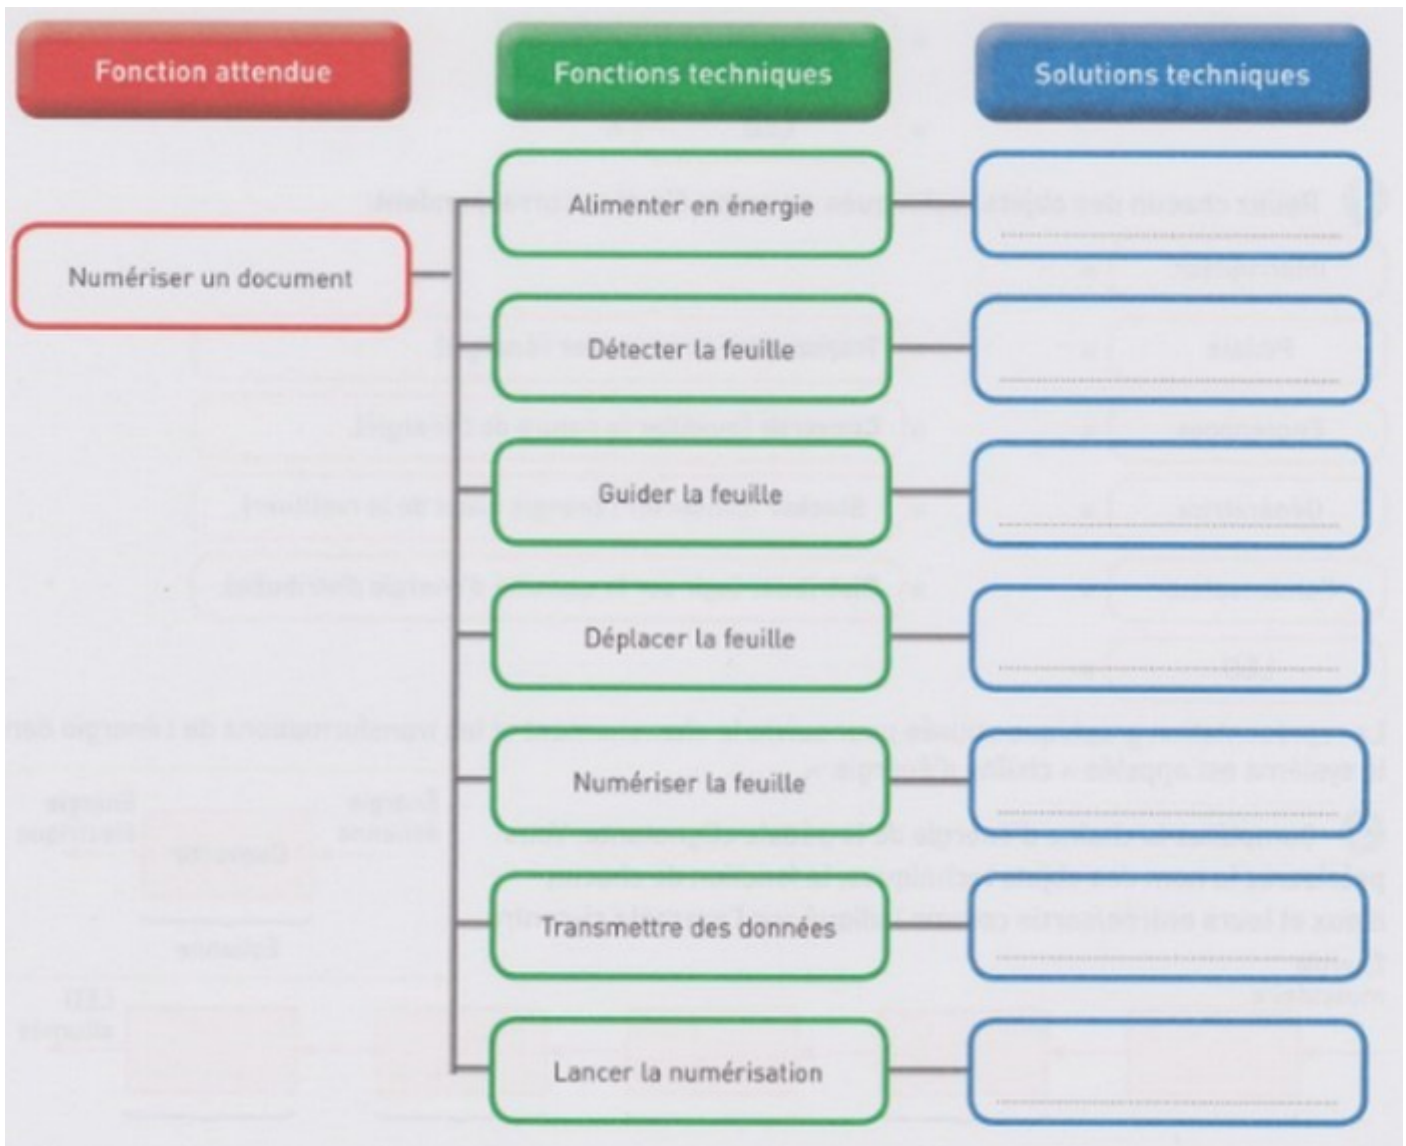 Fonction attendue
Fonctions techniques
Solutions techniques
Numériser un document
Alimenter en énergie
Détecter la feuille
Guider la feuille
Déplacer la feuille
Numériser la feuille
Transmettre des données
Lancer la numérisation